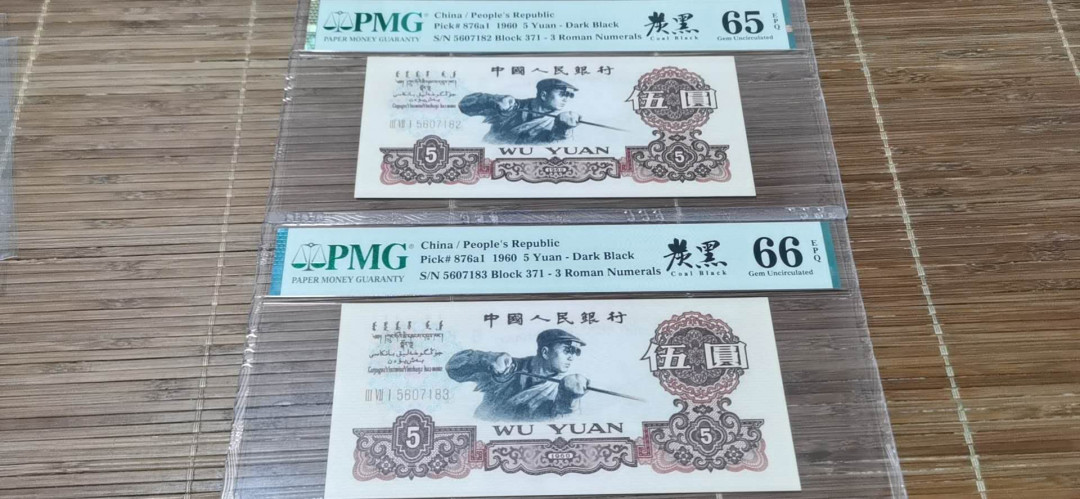 PMG
PAPER MONEY GUARANTY
China / People's Republic
Pick# 876a1 1960 5 Yuan - Dark Black
S/N 5607182 Block 371 - 3 Roman Numerals
炭黑
Coal Black
65 EPQ
Gem Uncirculated
中國人民銀行
伍圓
III VII I 5607182
WU YUAN
5 5
PMG
PAPER MONEY GUARANTY
China / People's Republic
Pick# 876a1 1960 5 Yuan - Dark Black
S/N 5607183 Block 371 - 3 Roman Numerals
炭黑
Coal Black
66 EPQ
Gem Uncirculated
中國人民銀行
伍圓
III VII I 5607183
WU YUAN
5 1960 5